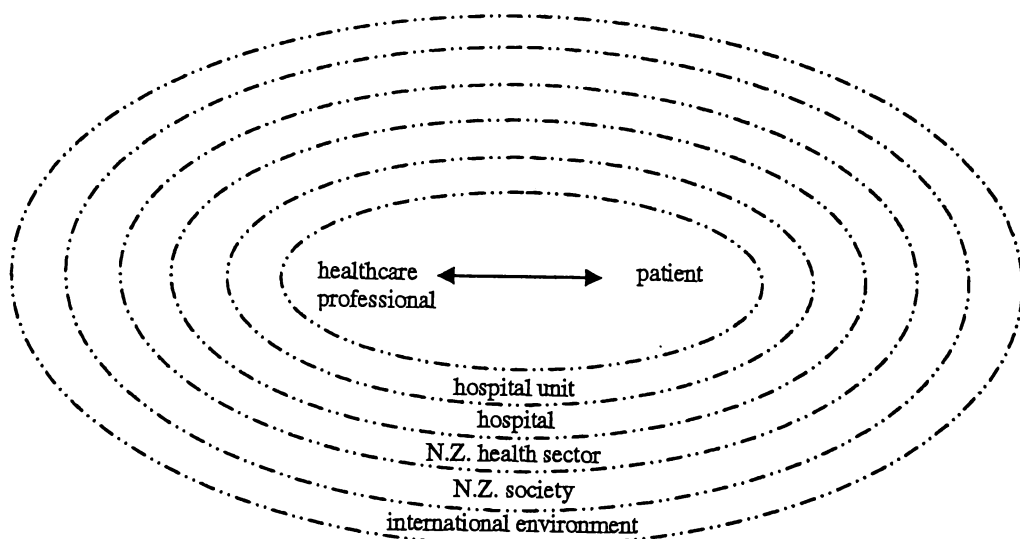 healthcare
professional
patient
hospital unit
hospital
N.Z. health sector
N.Z. society
international environment